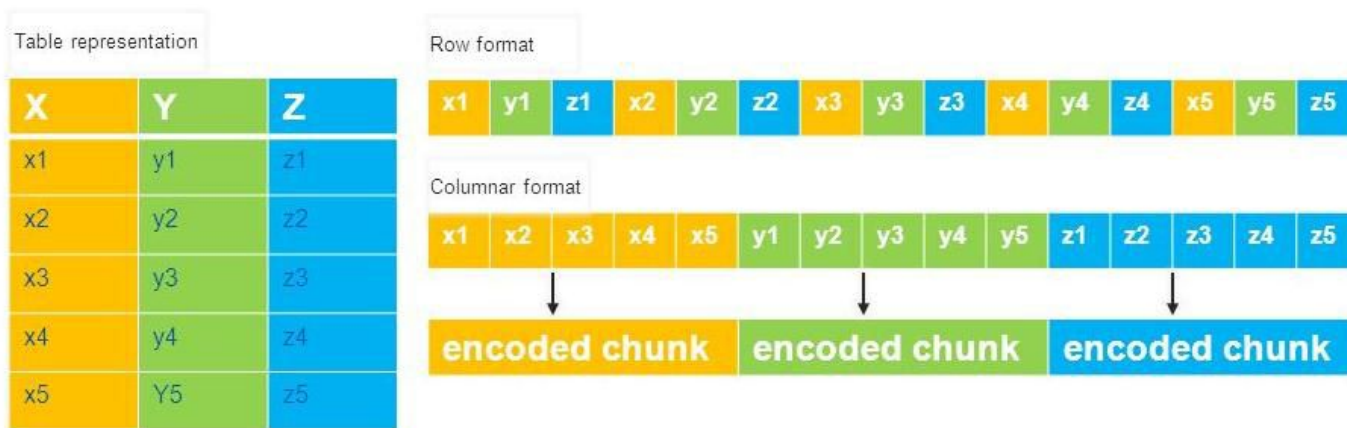 Table representation
X Y Z
x1 y1 z1
x2 y2 z2
x3 y3 z3
x4 y4 z4
x5 Y5 z5
Row format
x1 y1 z1 x2 y2 z2 x3 y3 z3 x4 y4 z4 x5 y5 z5
Columnar format
x1 x2 x3 x4 x5 y1 y2 y3 y4 y5 z1 z2 z3 z4 z5
encoded chunk encoded chunk encoded chunk